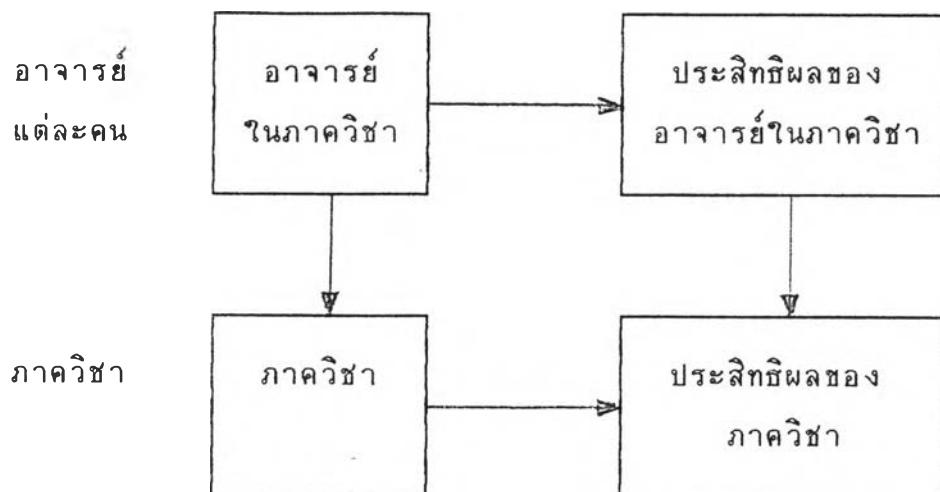 อาจารย์
แต่ละคน
อาจารย์
ในภาควิชา
ประสิทธิผลของ
อาจารย์ในภาควิชา
ภาควิชา
ภาควิชา
ประสิทธิผลของ
ภาควิชา